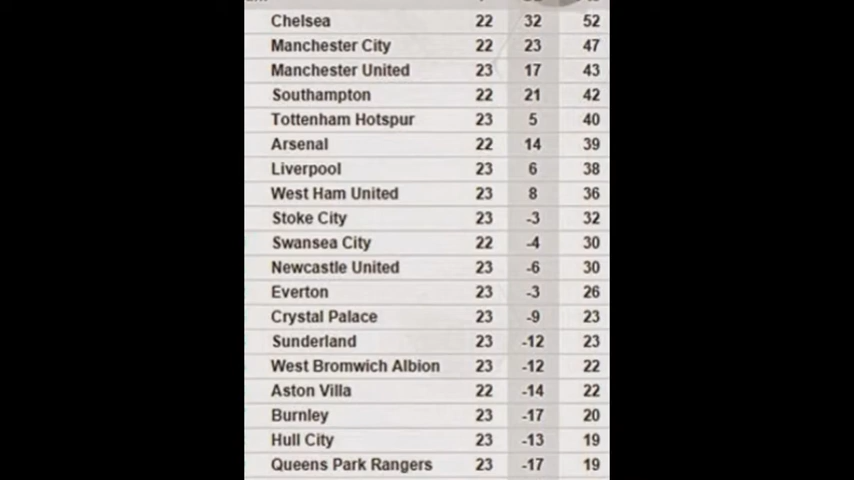 Chelsea 22 32 52
Manchester City 22 23 47
Manchester United 23 17 43
Southampton 22 21 42
Tottenham Hotspur 23 5 40
Arsenal 22 14 39
Liverpool 23 6 38
West Ham United 23 8 36
Stoke City 23 -3 32
Swansea City 22 -4 30
Newcastle United 23 -6 30
Everton 23 -3 26
Crystal Palace 23 -9 23
Sunderland 23 -12 23
West Bromwich Albion 23 -12 22
Aston Villa 22 -14 22
Burnley 23 -17 20
Hull City 23 -13 19
Queens Park Rangers 23 -17 19